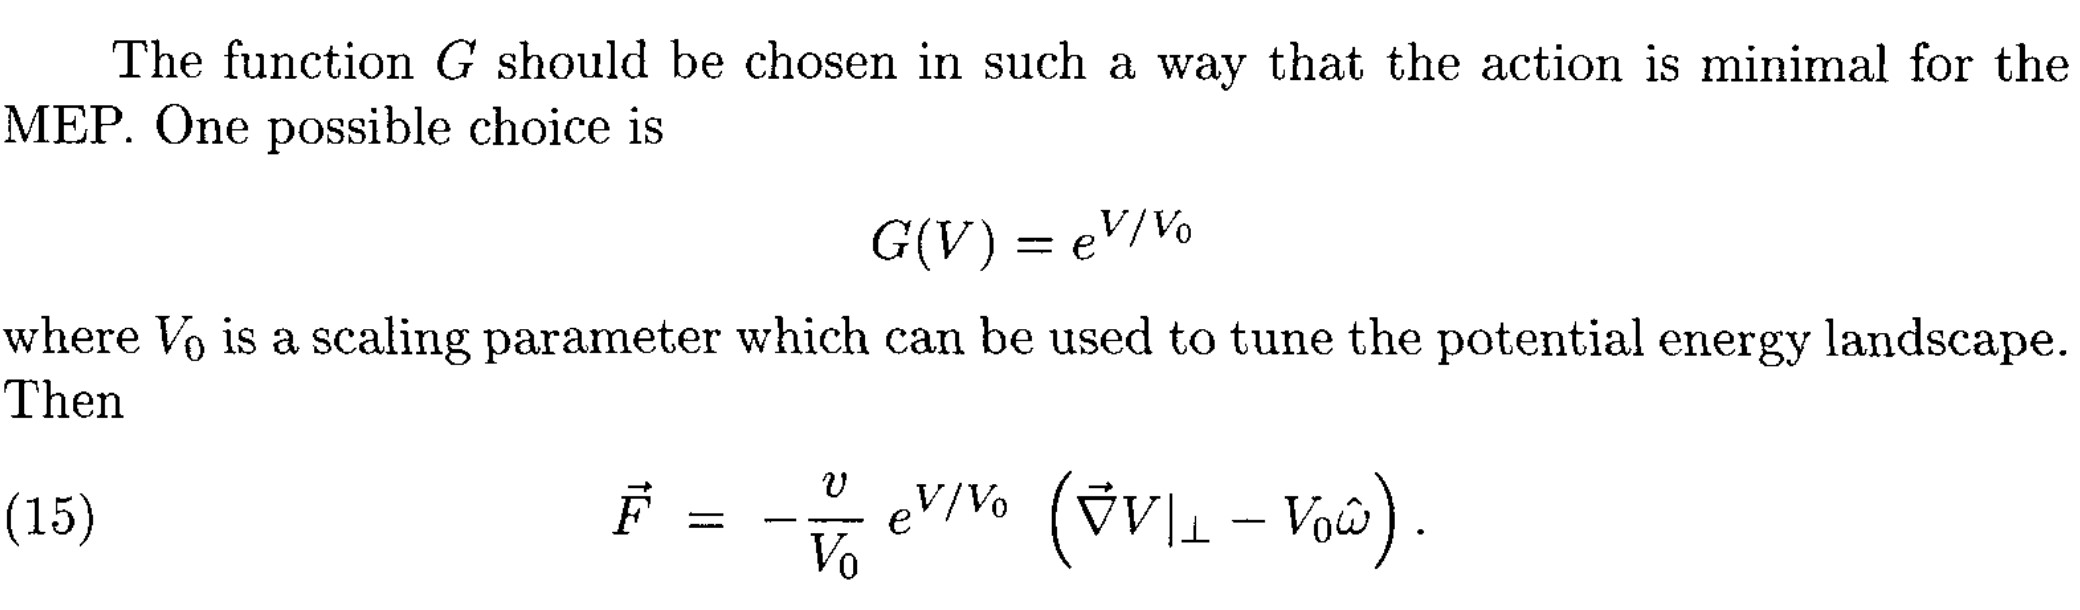 The function G should be chosen in such a way that the action is minimal for the
MEP. One possible choice is
G(V) = e^{V/V_0}
where V_0 is a scaling parameter which can be used to tune the potential energy landscape.
Then
(15) \vec{F} = -\frac{v}{V_0} e^{V/V_0} \left( \vec{\nabla} V|_\perp - V_0 \hat{\omega} \right).